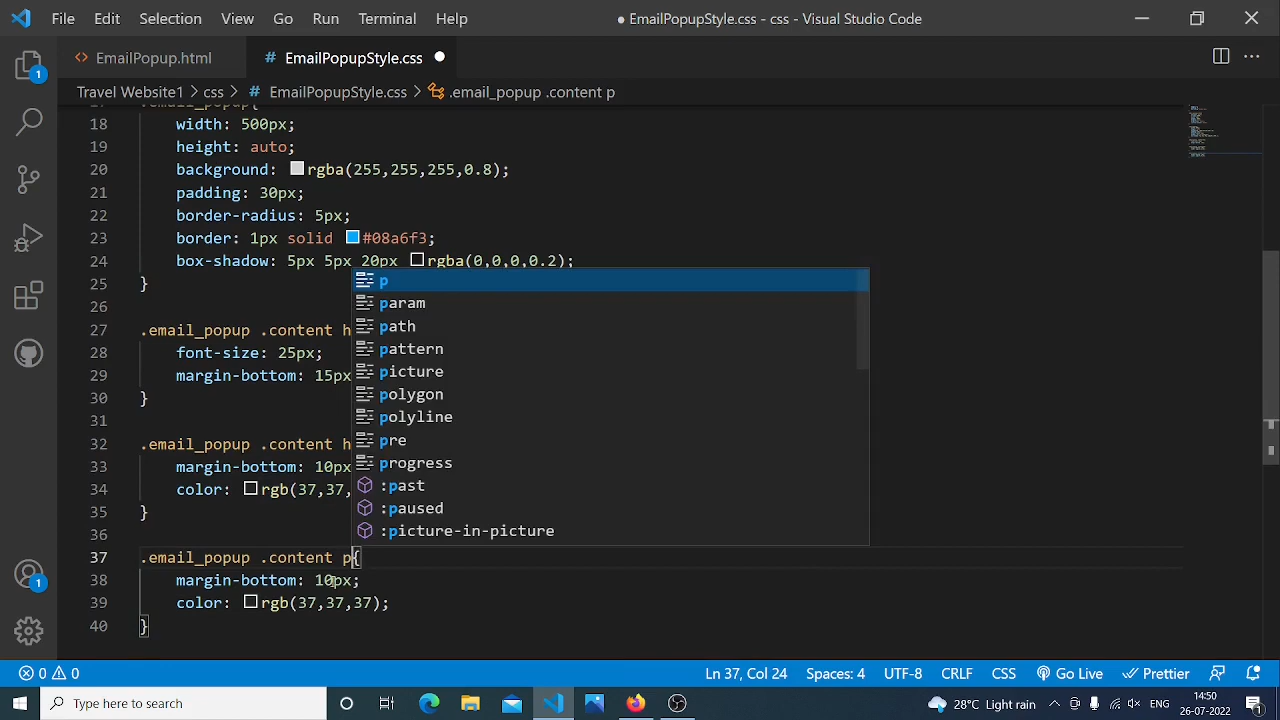 File Edit Selection View Go Run Terminal Help ● EmailPopupStyle.css - css - Visual Studio Code
<> EmailPopup.html # EmailPopupStyle.css ●
Travel Website1 > css > # EmailPopupStyle.css > .email_popup .content p
.email_popup{
18 width: 500px;
19 height: auto;
20 background: rgba(255,255,255,0.8);
21 padding: 30px;
22 border-radius: 5px;
23 border: 1px solid #08a6f3;
24 box-shadow: 5px 5px 20px rgba(0,0,0,0.2);
25 }
26
27 .email_popup .content h
28 font-size: 25px;
29 margin-bottom: 15px
30 }
31
32 .email_popup .content h
33 margin-bottom: 10px
34 color: rgb(37,37,
35 }
36
37 .email_popup .content p{
38 margin-bottom: 10px;
39 color: rgb(37,37,37);
40 }
p
param
path
pattern
picture
polygon
polyline
pre
progress
:past
:paused
:picture-in-picture
1
1
0 0 Ln 37, Col 24 Spaces: 4 UTF-8 CRLF CSS Go Live Prettier
Type here to search 28°C Light rain ENG 14:50
26-07-2022